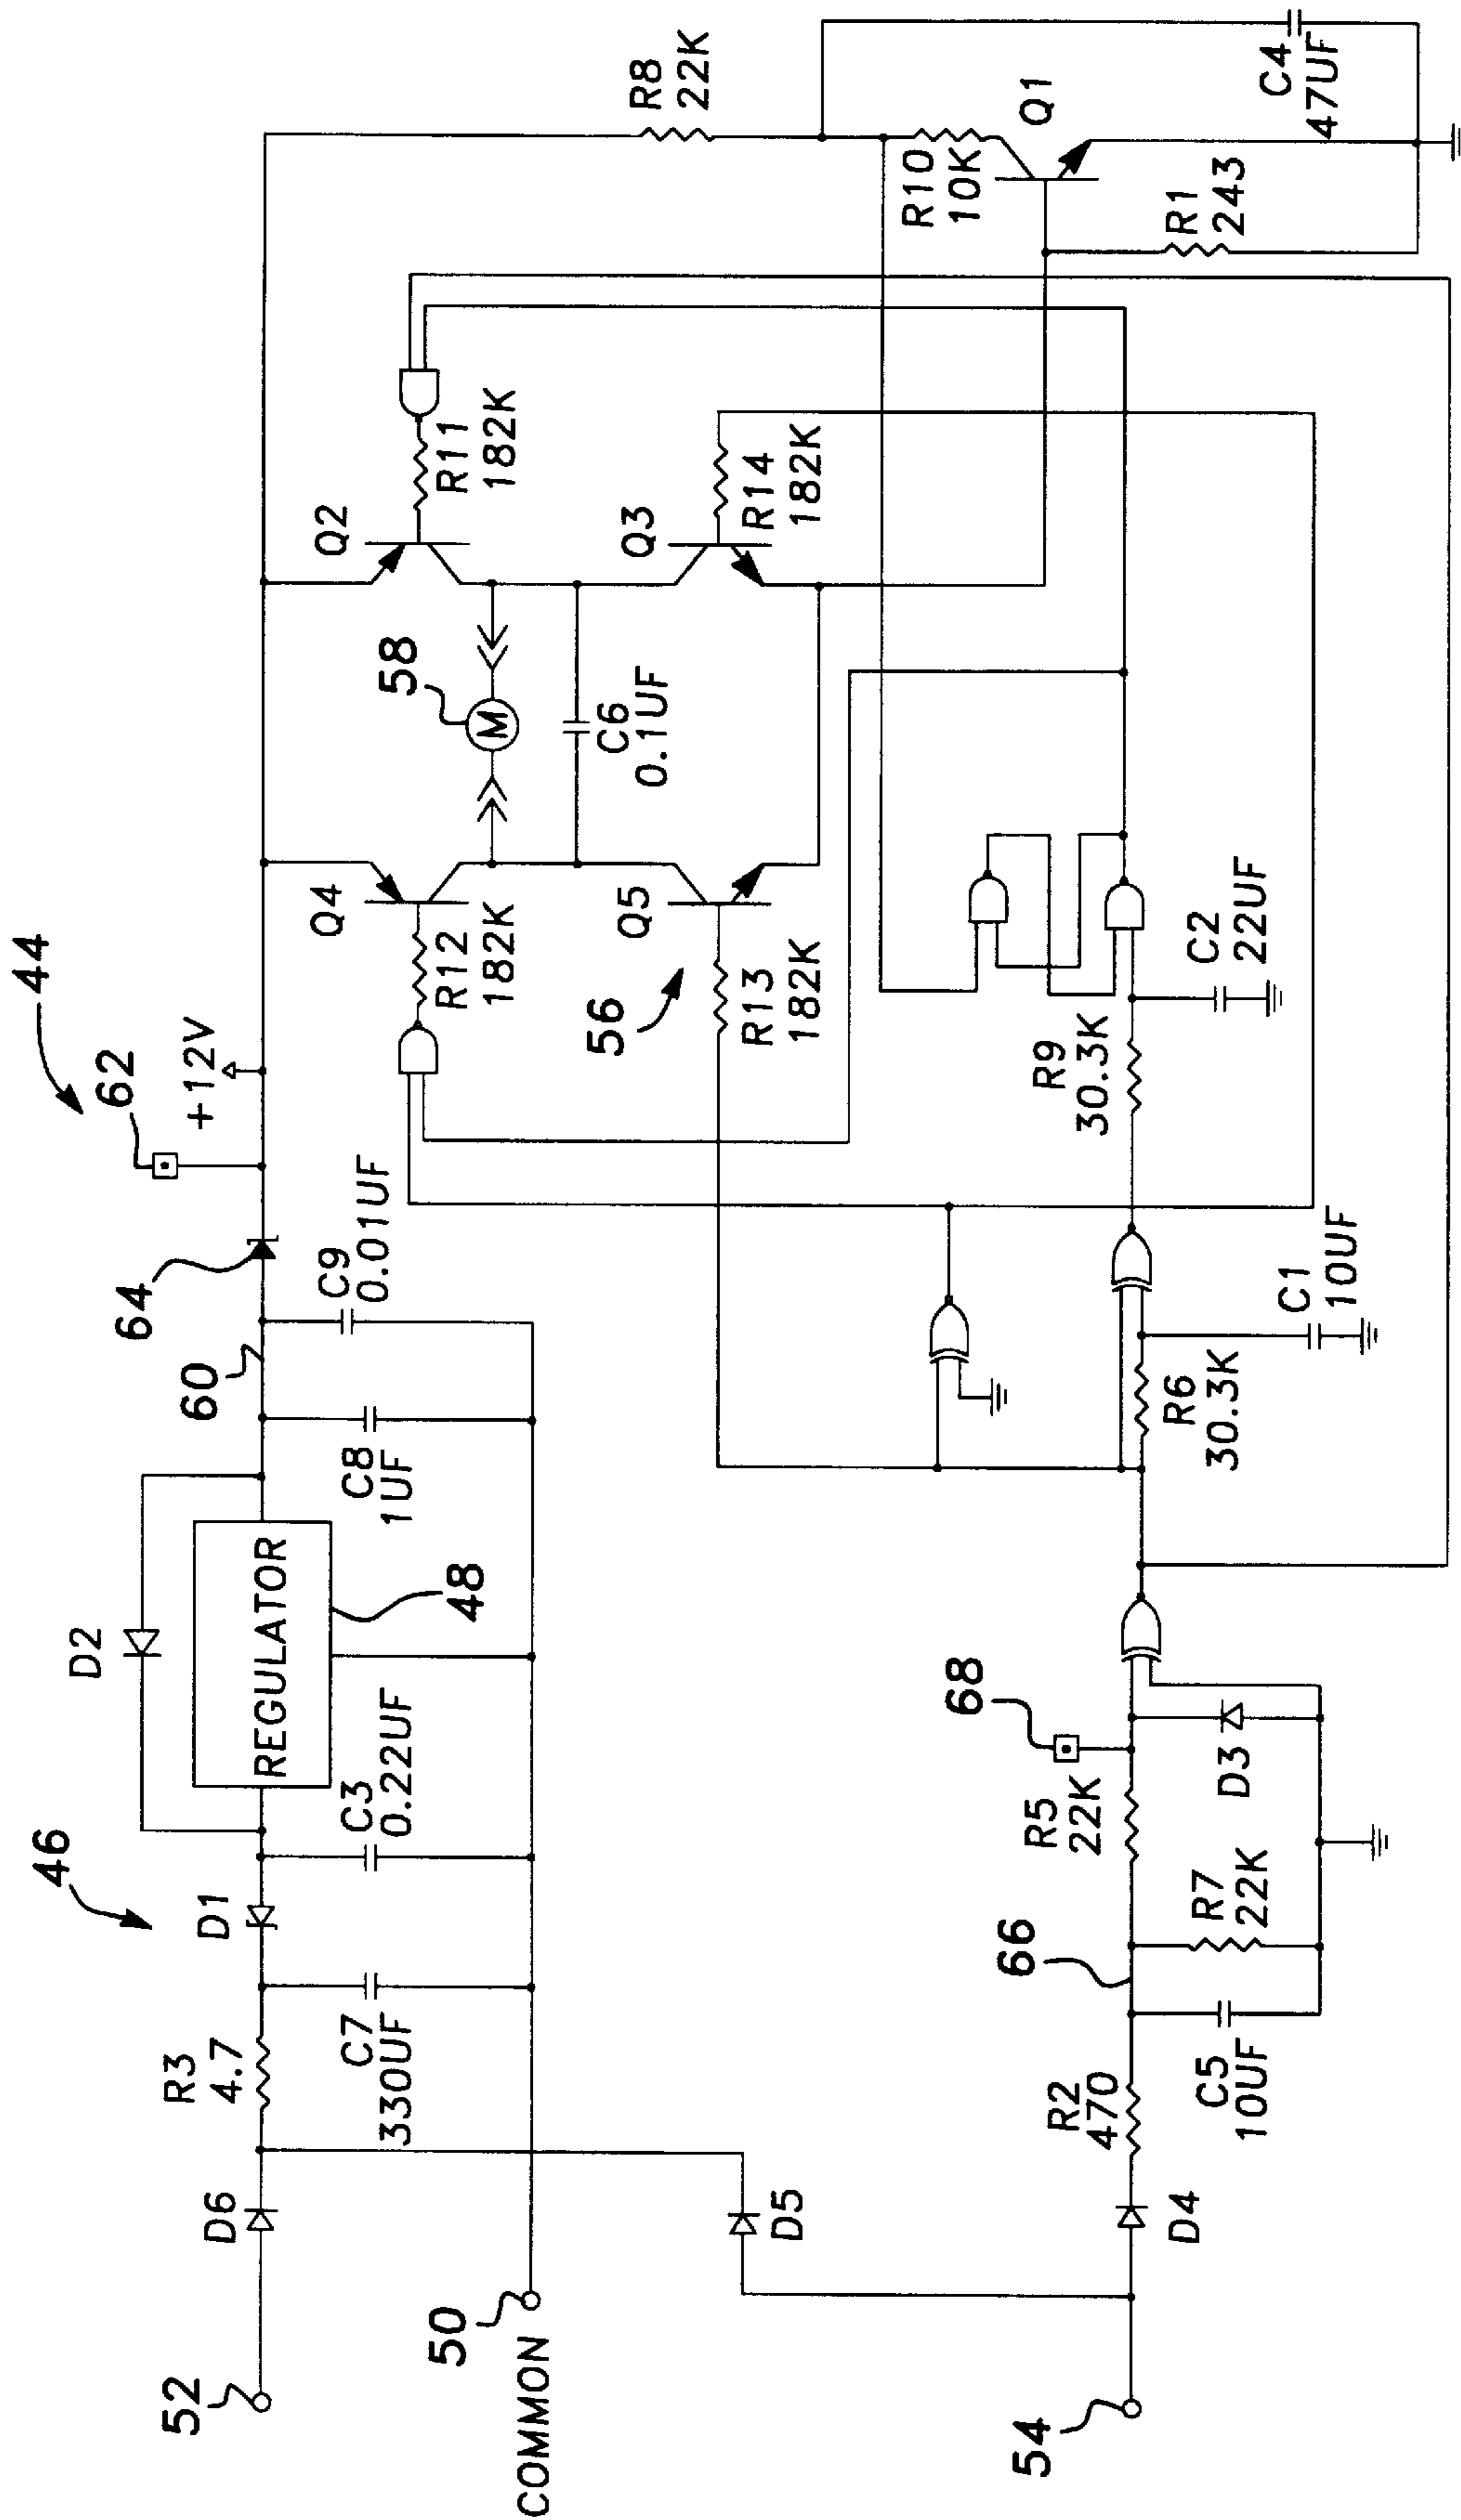 44
62
+12V
64
60
46
D2
REGULATOR
48
D1
R3
4.7
D6
52
C9
0.01UF
C8
1UF
C3
0.22UF
C7
330UF
50
COMMON
Q4
R12
182K
Q2
R11
182K
58
M
C6
0.1UF
Q5
R13
182K
56
Q3
R14
182K
R8
22K
R10
10K
Q1
R1
243
C4
47UF
R9
30.3K
C2
22UF
R6
30.3K
C1
10UF
68
R5
22K
D3
66
R7
22K
R2
470
C5
10UF
D5
D4
54